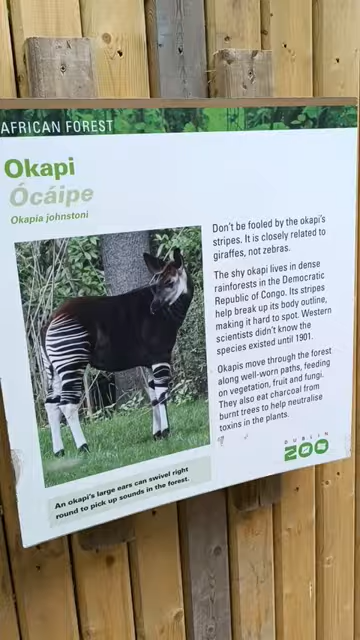 AFRICAN FOREST
Okapi
Ócáipe
Okapia johnstoni
Don't be fooled by the okapi's
stripes. It is closely related to
giraffes, not zebras.
The shy okapi lives in dense
rainforests in the Democratic
Republic of Congo. Its stripes
help break up its body outline,
making it hard to spot. Western
scientists didn't know the
species existed until 1901.
Okapis move through the forest
along well-worn paths, feeding
on vegetation, fruit and fungi.
They also eat charcoal from
burnt trees to help neutralise
toxins in the plants.
An okapi's large ears can swivel right
round to pick up sounds in the forest.
DUBLIN
ZOO